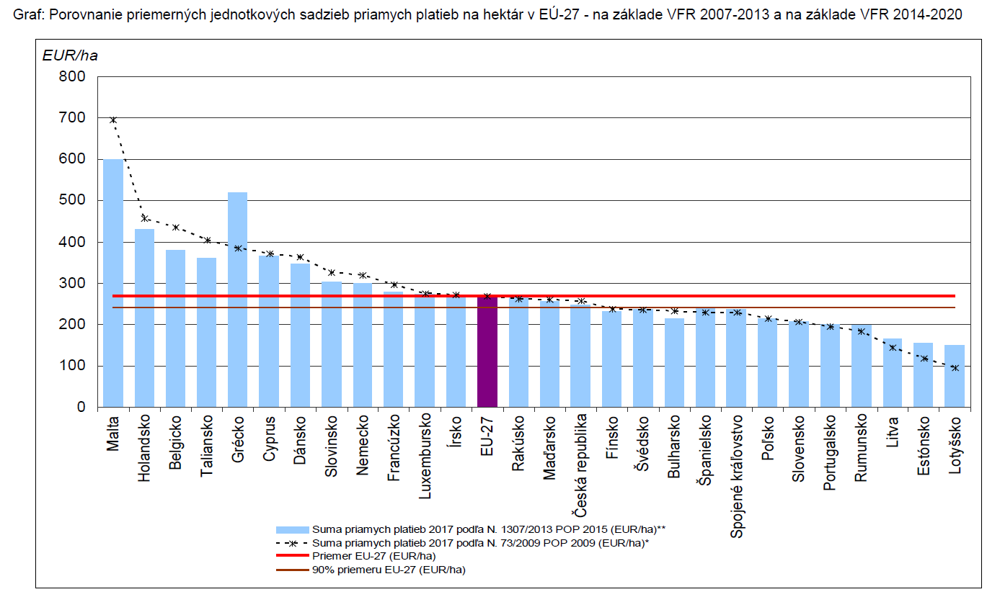 Graf: Porovnanie priemerných jednotkových sadzieb priamych platieb na hektár v EÚ-27 - na základe VFR 2007-2013 a na základe VFR 2014-2020
EUR/ha
800
700
600
500
400
300
200
100
0
Malta
Holandsko
Belgicko
Taliansko
Grécko
Cyprus
Dánsko
Slovinsko
Nemecko
Francúzko
Luxembursko
Írsko
EU-27
Rakúsko
Maďarsko
Česká republika
Fínsko
Švédsko
Bulharsko
Španielsko
Spojené kráľovstvo
Poľsko
Slovensko
Portugalsko
Rumunsko
Litva
Estónsko
Lotyšsko
Suma priamych platieb 2017 podľa N. 1307/2013 POP 2015 (EUR/ha)**
Suma priamych platieb 2017 podľa N. 73/2009 POP 2009 (EUR/ha)*
Priemer EU-27 (EUR/ha)
90% priemeru EU-27 (EUR/ha)